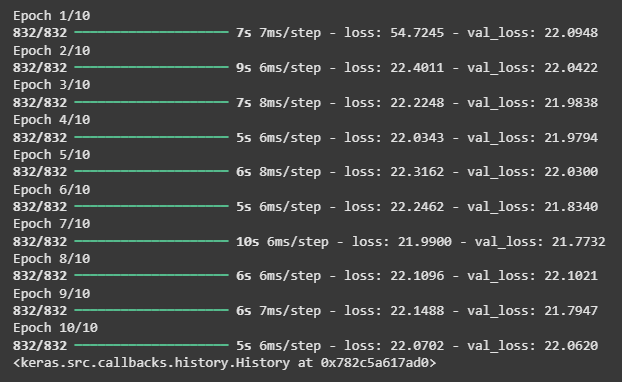 Epoch 1/10
832/832 ━━━━━━━━━━━━━━━━━━━━ 7s 7ms/step - loss: 54.7245 - val_loss: 22.0948
Epoch 2/10
832/832 ━━━━━━━━━━━━━━━━━━━━ 9s 6ms/step - loss: 22.4011 - val_loss: 22.0422
Epoch 3/10
832/832 ━━━━━━━━━━━━━━━━━━━━ 7s 8ms/step - loss: 22.2248 - val_loss: 21.9838
Epoch 4/10
832/832 ━━━━━━━━━━━━━━━━━━━━ 5s 6ms/step - loss: 22.0343 - val_loss: 21.9794
Epoch 5/10
832/832 ━━━━━━━━━━━━━━━━━━━━ 6s 8ms/step - loss: 22.3162 - val_loss: 22.0300
Epoch 6/10
832/832 ━━━━━━━━━━━━━━━━━━━━ 5s 6ms/step - loss: 22.2462 - val_loss: 21.8340
Epoch 7/10
832/832 ━━━━━━━━━━━━━━━━━━━━ 10s 6ms/step - loss: 21.9900 - val_loss: 21.7732
Epoch 8/10
832/832 ━━━━━━━━━━━━━━━━━━━━ 6s 6ms/step - loss: 22.1096 - val_loss: 22.1021
Epoch 9/10
832/832 ━━━━━━━━━━━━━━━━━━━━ 6s 7ms/step - loss: 22.1488 - val_loss: 21.7947
Epoch 10/10
832/832 ━━━━━━━━━━━━━━━━━━━━ 5s 6ms/step - loss: 22.0702 - val_loss: 22.0620
<keras.src.callbacks.history.History at 0x782c5a617ad0>